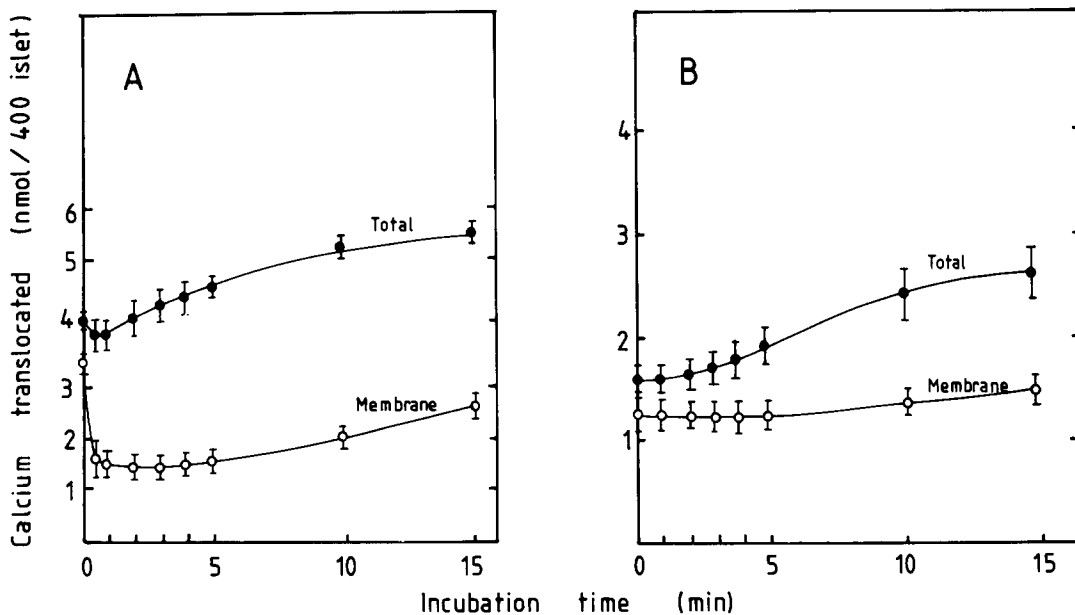 Calcium translocated (nmol/400 islet)
A
6
5
4
3
2
1
Total
Membrane
0
5
10
15
B
4
3
2
1
Total
Membrane
0
5
10
15
Incubation time (min)